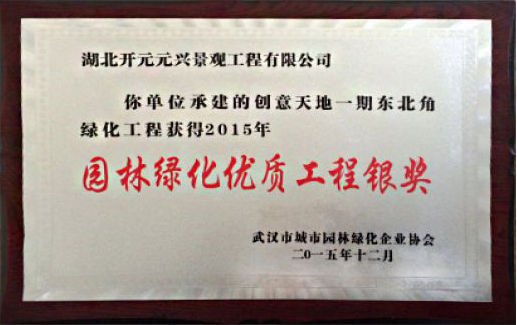 湖北开元元兴景观工程有限公司
你单位承建的创意天地一期东北角
绿化工程获得2015年
园林绿化优质工程银奖
武汉市城市园林绿化企业协会
二〇一五年十二月